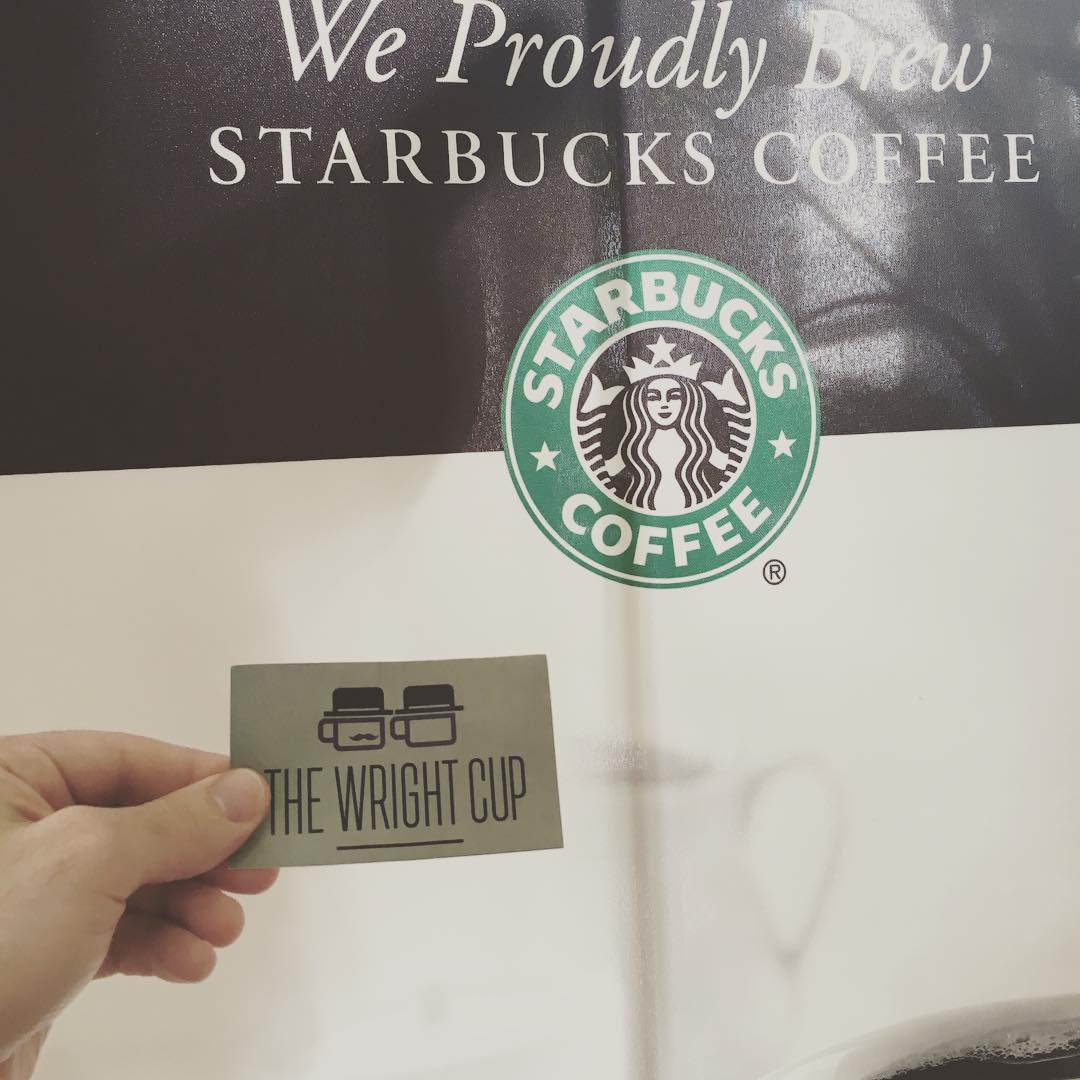 We Proudly Brew
STARBUCKS COFFEE
STARBUCKS
COFFEE
®
THE WRIGHT CUP